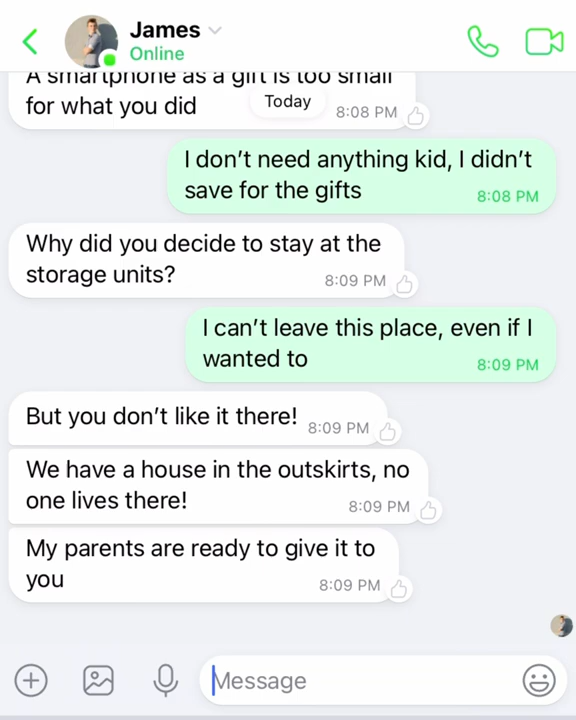 James
Online
A smartphone as a gift is too small
for what you did
8:08 PM
Today
I don't need anything kid, I didn't
save for the gifts
8:08 PM
Why did you decide to stay at the
storage units?
8:09 PM
I can't leave this place, even if I
wanted to
8:09 PM
But you don't like it there!
8:09 PM
We have a house in the outskirts, no
one lives there!
8:09 PM
My parents are ready to give it to
you
8:09 PM
Message